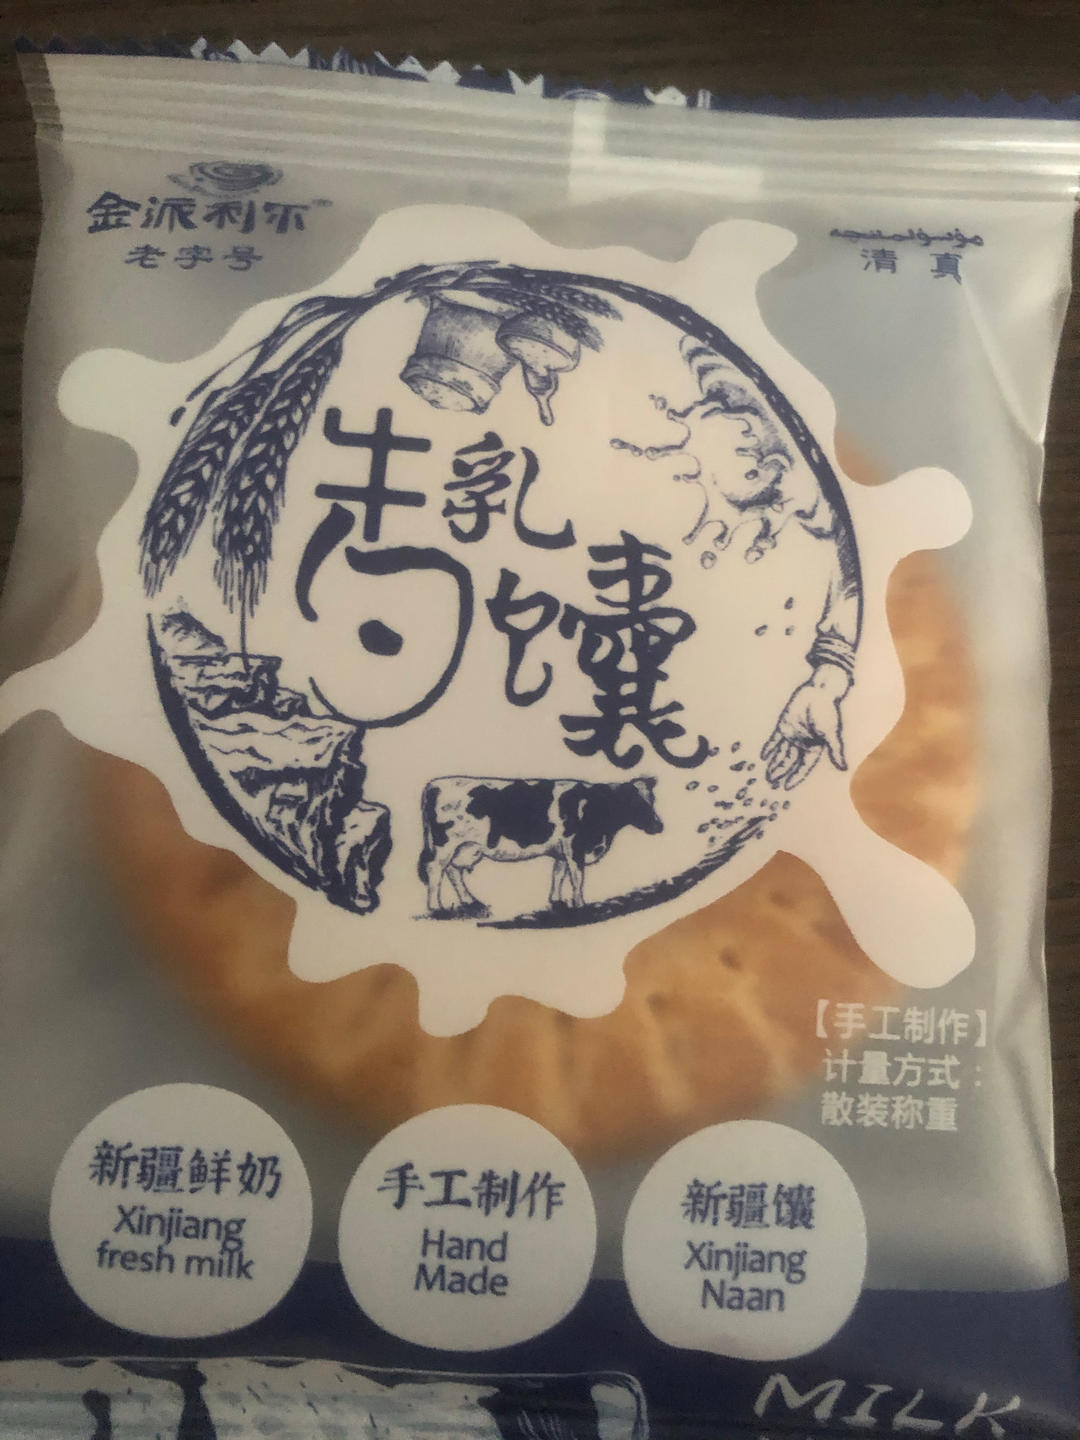 金派利尔
老字号
مۇسۇلمانچە
清真
牛乳
饣囊
【手工制作】
计量方式：
散装称重
新疆鲜奶
Xinjiang
fresh milk
手工制作
Hand
Made
新疆馕
Xinjiang
Naan
MILK